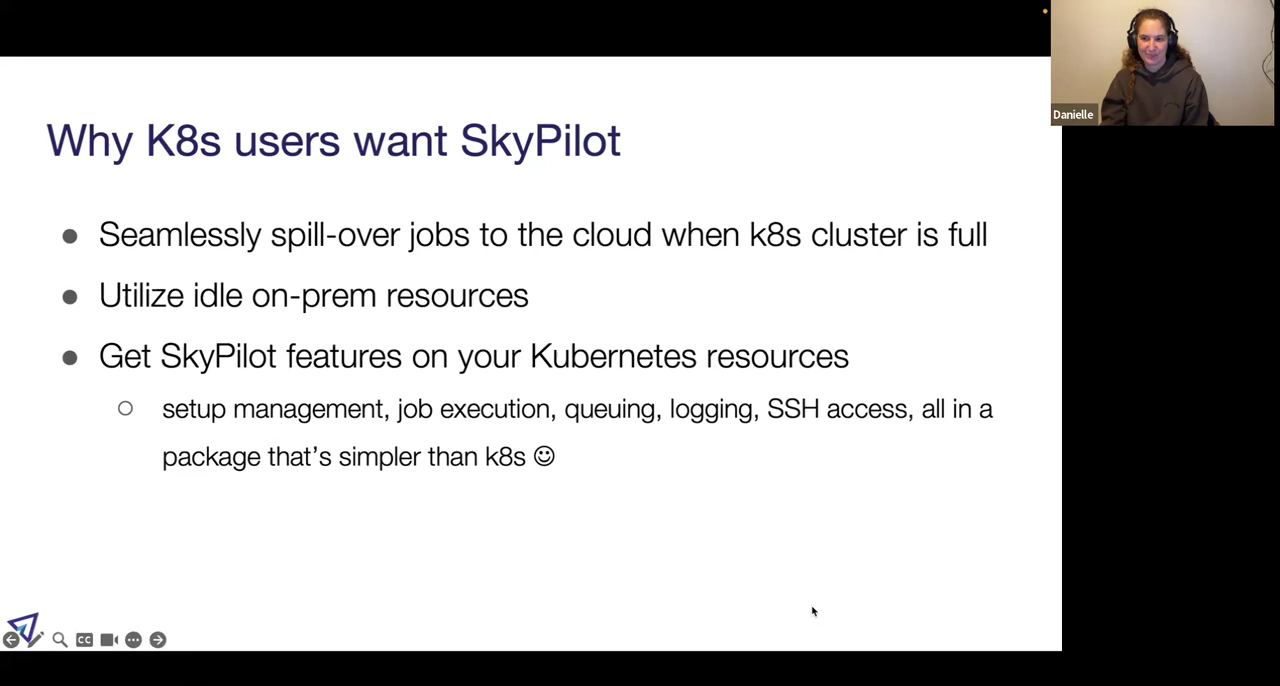 Danielle
Why K8s users want SkyPilot
● Seamlessly spill-over jobs to the cloud when k8s cluster is full
● Utilize idle on-prem resources
● Get SkyPilot features on your Kubernetes resources
○ setup management, job execution, queuing, logging, SSH access, all in a
package that’s simpler than k8s ☺
CC